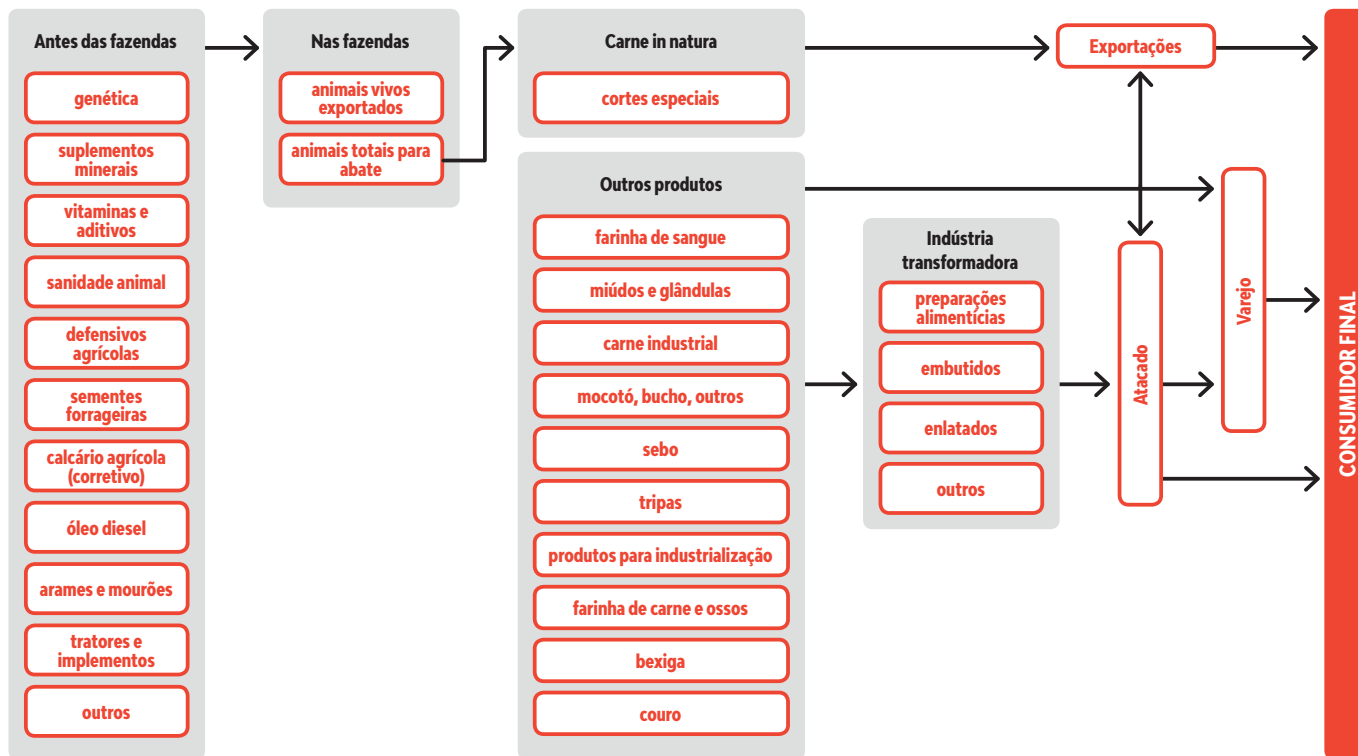 Antes das fazendas
genética
suplementos
minerais
vitaminas e
aditivos
sanidade animal
defensivos
agrícolas
sementes
forrageiras
calcário agrícola
(corretivo)
óleo diesel
arames e mourões
tratores e
implementos
outros
Nas fazendas
animais vivos
exportados
animais totais para
abate
Carne in natura
cortes especiais
Outros produtos
farinha de sangue
miúdos e glândulas
carne industrial
mocotó, bucho, outros
sebo
tripas
produtos para industrialização
farinha de carne e ossos
bexiga
couro
Indústria
transformadora
preparações
alimentícias
embutidos
enlatados
outros
Exportações
Atacado
Varejo
CONSUMIDOR FINAL